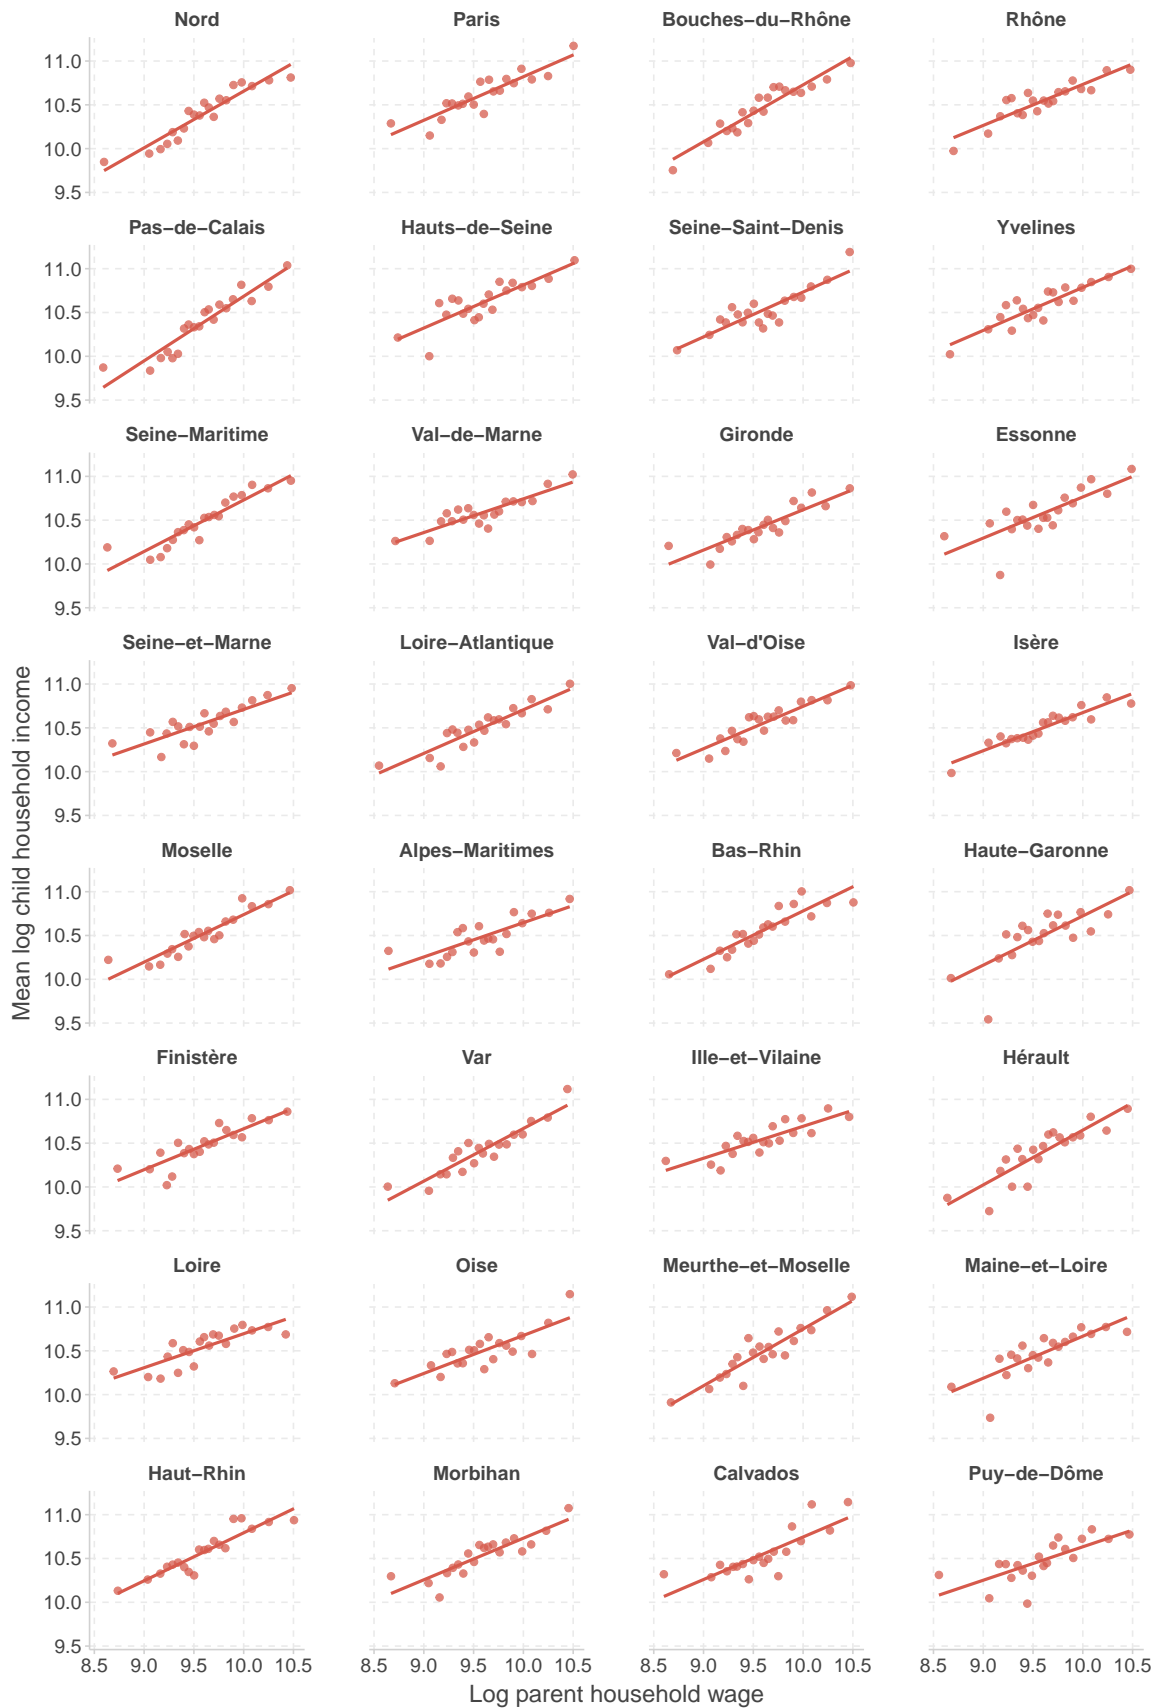 Nord Paris Bouches−du−Rhône Rhône
11.0
10.5
10.0
9.5
Pas−de−Calais Hauts−de−Seine Seine−Saint−Denis Yvelines
11.0
10.5
10.0
9.5
Seine−Maritime Val−de−Marne Gironde Essonne
11.0
10.5
10.0
9.5
Seine−et−Marne Loire−Atlantique Val−d'Oise Isère
11.0
10.5
10.0
9.5
Mean log child household income
Moselle Alpes−Maritimes Bas−Rhin Haute−Garonne
11.0
10.5
10.0
9.5
Finistère Var Ille−et−Vilaine Hérault
11.0
10.5
10.0
9.5
Loire Oise Meurthe−et−Moselle Maine−et−Loire
11.0
10.5
10.0
9.5
Haut−Rhin Morbihan Calvados Puy−de−Dôme
11.0
10.5
10.0
9.5
8.5 9.0 9.5 10.0 10.5 8.5 9.0 9.5 10.0 10.5 8.5 9.0 9.5 10.0 10.5 8.5 9.0 9.5 10.0 10.5
Log parent household wage